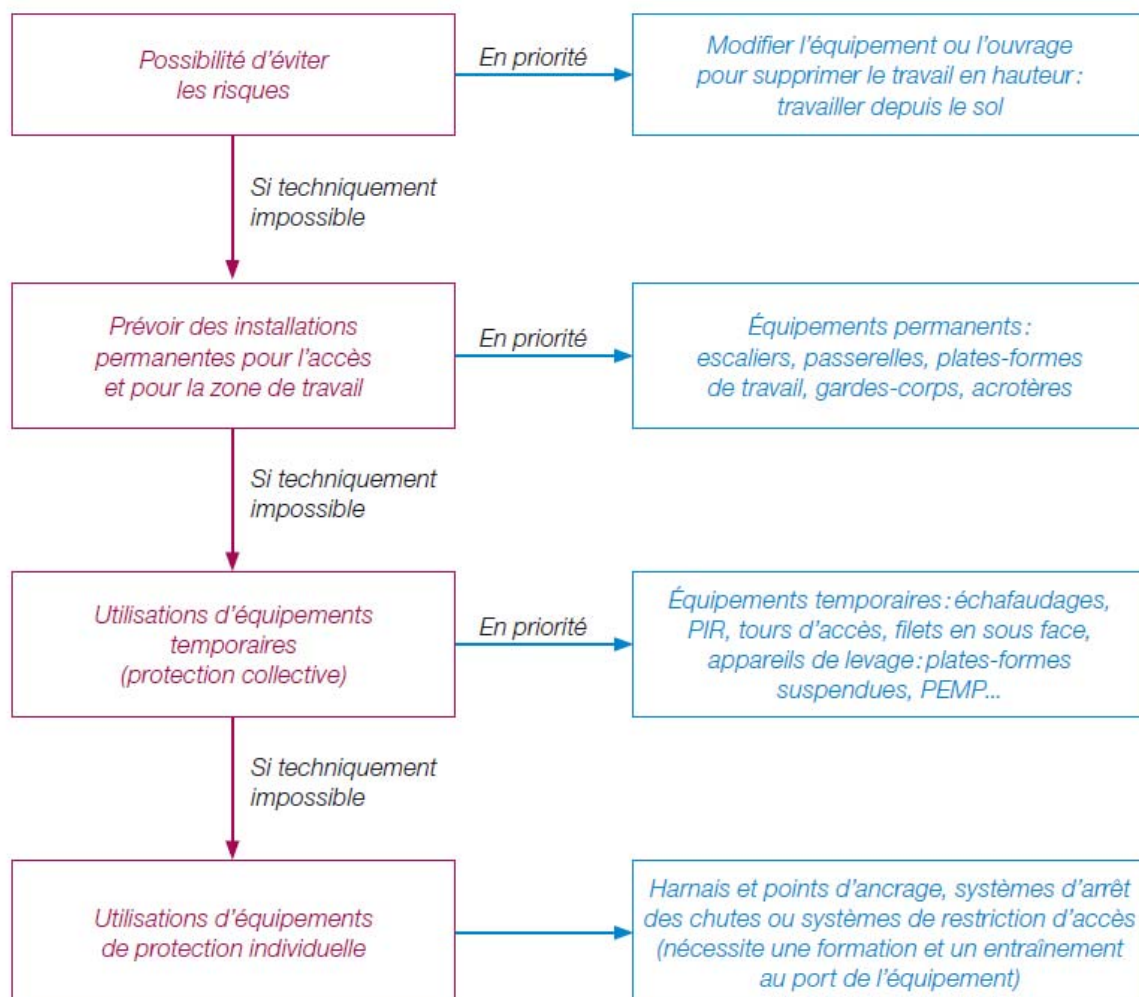 Possibilité d'éviter
les risques
En priorité
Modifier l'équipement ou l'ouvrage
pour supprimer le travail en hauteur :
travailler depuis le sol
Si techniquement
impossible
Prévoir des installations
permanentes pour l'accès
et pour la zone de travail
En priorité
Équipements permanents :
escaliers, passerelles, plates-formes
de travail, gardes-corps, acrotères
Si techniquement
impossible
Utilisations d'équipements
temporaires
(protection collective)
En priorité
Équipements temporaires : échafaudages,
PIR, tours d'accès, filets en sous face,
appareils de levage : plates-formes
suspendues, PEMP...
Si techniquement
impossible
Utilisations d'équipements
de protection individuelle
Harnais et points d'ancrage, systèmes d'arrêt
des chutes ou systèmes de restriction d'accès
(nécessite une formation et un entraînement
au port de l'équipement)